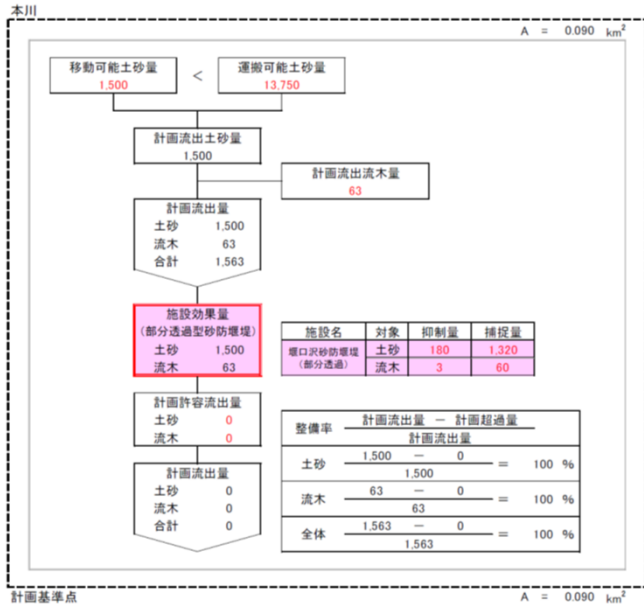 本川
A = 0.090 km²
移動可能土砂量 < 運搬可能土砂量
1,500 13,750
計画流出土砂量
1,500
計画流出流木量
63
計画流出量
土砂 1,500
流木 63
合計 1,563
施設効果量
(部分透過型砂防堰堤)
土砂 1,500
流木 63
施設名 対象 抑制量 捕捉量
堰口沢砂防堰堤 土砂 180 1,320
(部分透過) 流木 3 60
計画許容流出量
土砂 0
流木 0
計画流出量
土砂 0
流木 0
合計 0
整備率 計画流出量 － 計画超過量
計画流出量
土砂 1,500 － 0 = 100 %
1,500
流木 63 － 0 = 100 %
63
全体 1,563 － 0 = 100 %
1,563
計画基準点
A = 0.090 km²